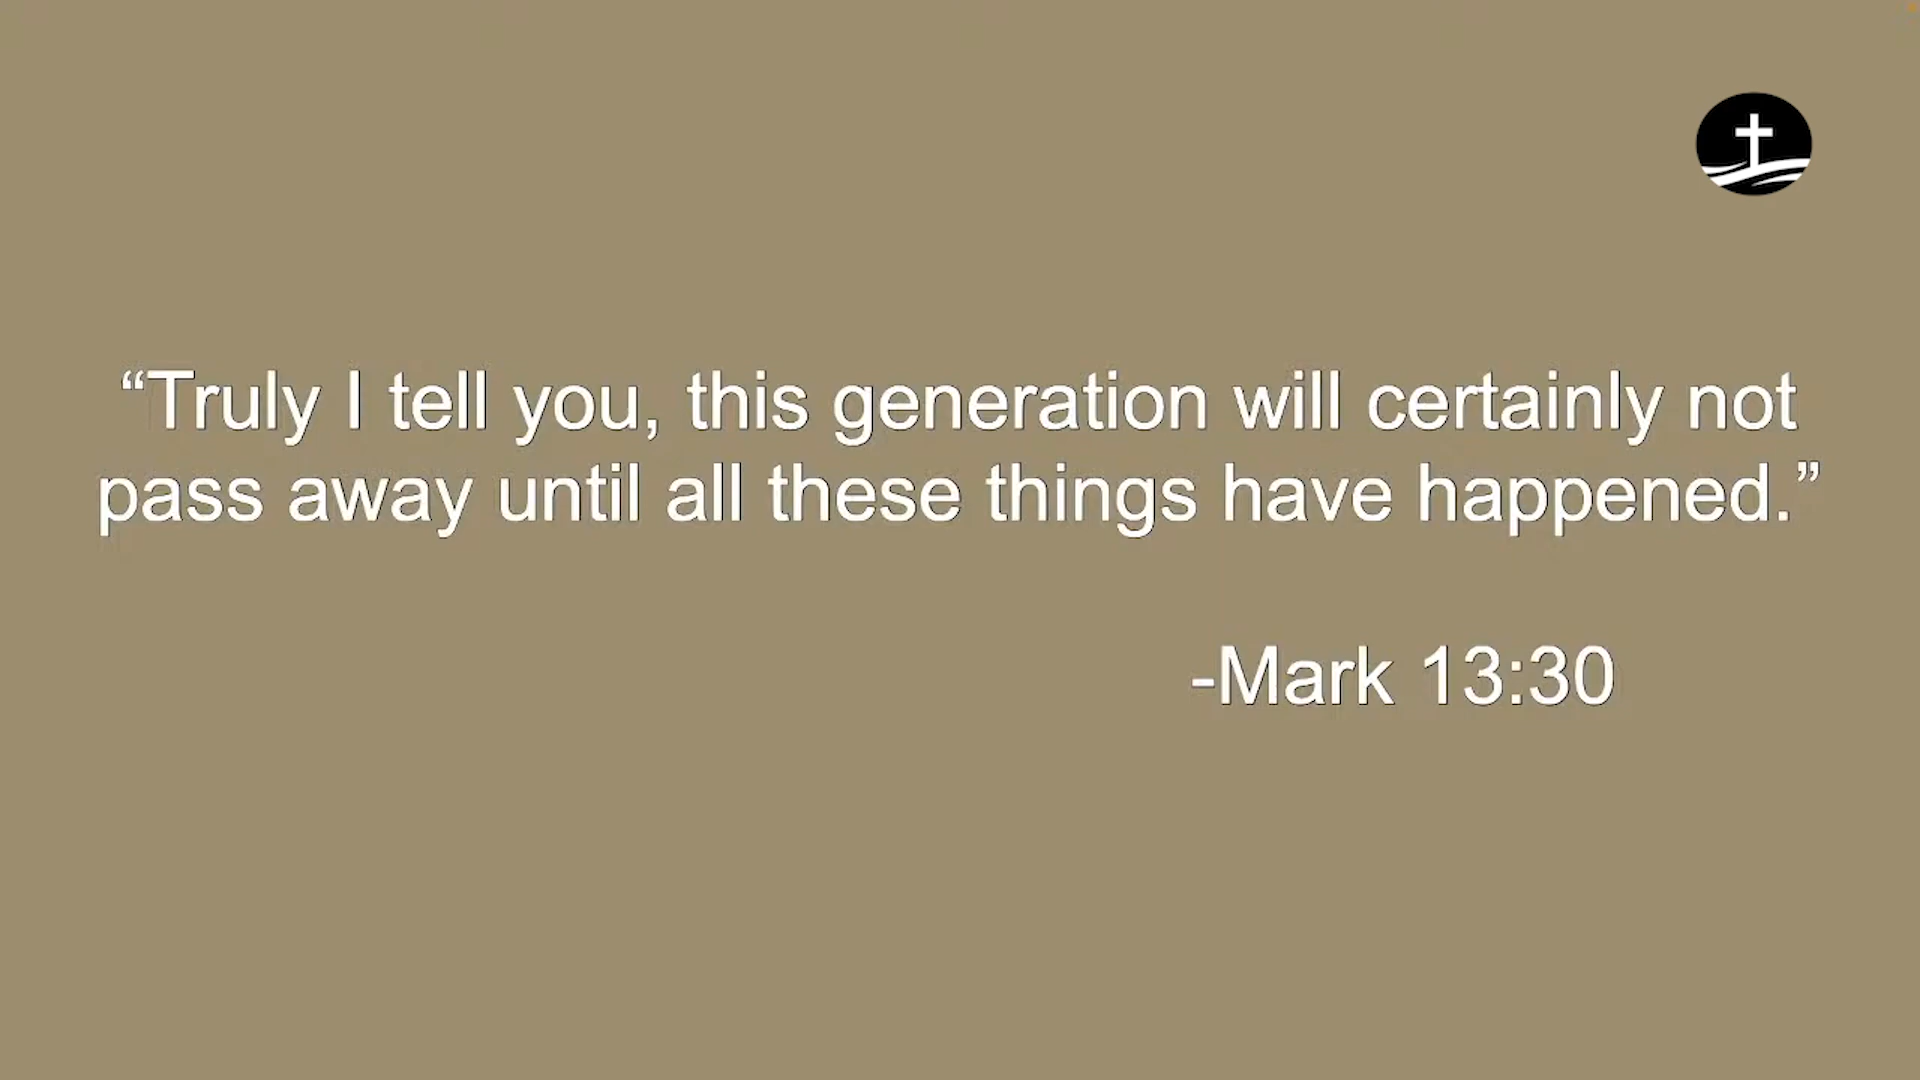 “Truly I tell you, this generation will certainly not
pass away until all these things have happened.”
-Mark 13:30